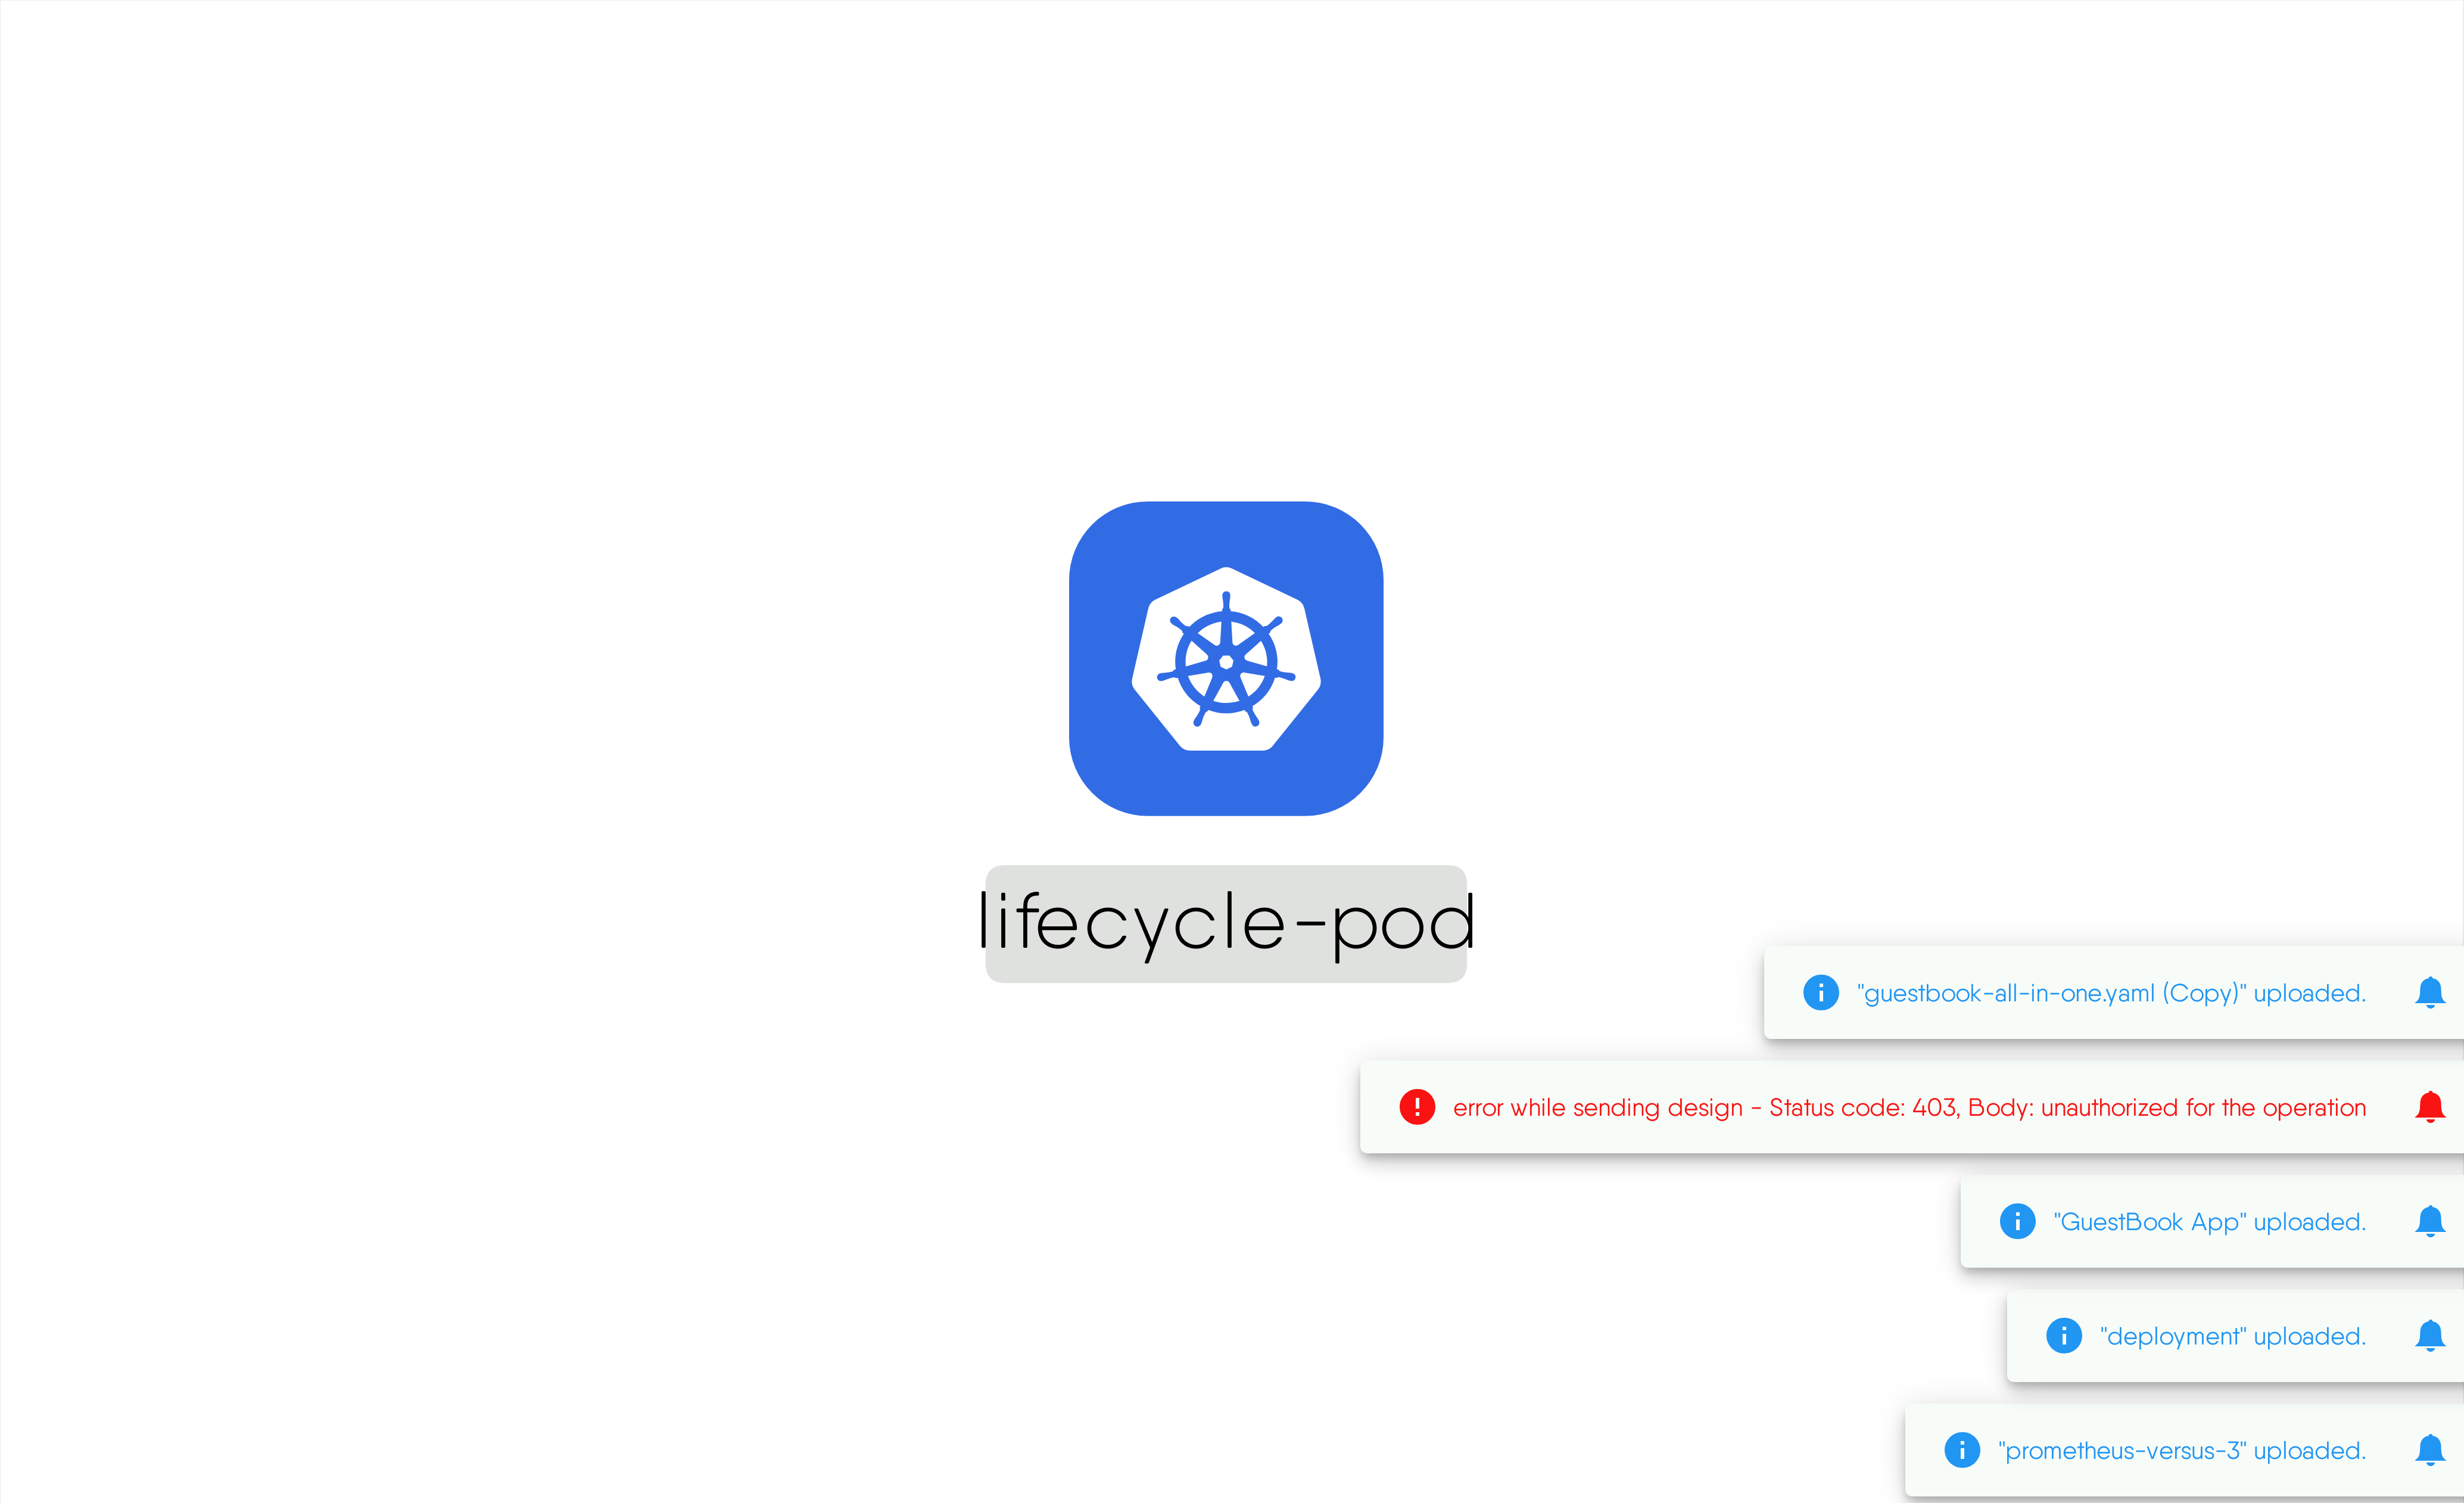 lifecycle-pod
"guestbook-all-in-one.yaml (Copy)" uploaded.
error while sending design - Status code: 403, Body: unauthorized for the operation
"GuestBook App" uploaded.
"deployment" uploaded.
"prometheus-versus-3" uploaded.